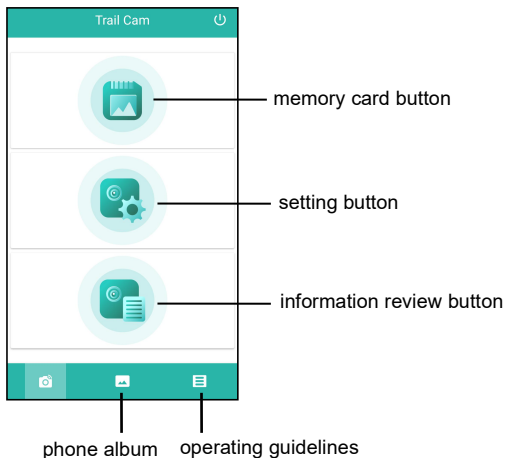 Trail Cam
memory card button
setting button
information review button
phone album
operating guidelines